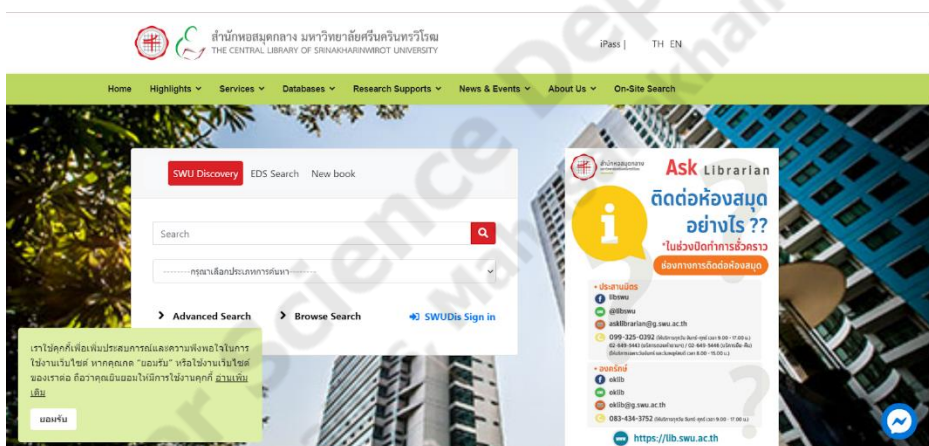 สำนักหอสมุดกลาง มหาวิทยาลัยศรีนครินทรวิโรฒ
THE CENTRAL LIBRARY OF SRINAKHARINWIROT UNIVERSITY
iPass | TH EN
Home Highlights Services Databases Research Supports News & Events About Us On-Site Search
SWU Discovery EDS Search New book
Search
---------กรุณาเลือกประเภทการค้นหา---------
Advanced Search Browse Search SWUDis Sign in
เราใช้คุกกี้เพื่อเพิ่มประสบการณ์และความพึงพอใจในการ
ใช้งานเว็บไซต์ หากคุณกด "ยอมรับ" หรือใช้งานเว็บไซต์
ของเราต่อ ถือว่าคุณยินยอมให้มีการใช้งานคุกกี้ อ่านเพิ่ม
เติม
ยอมรับ
สำนักหอสมุดกลาง
Ask Librarian
ติดต่อห้องสมุด
อย่างไร ??
*ในช่วงปิดทำการชั่วคราว
ช่องทางการติดต่อห้องสมุด
• ประสานมิตร
libswu
@libswu
asklibrarian@g.swu.ac.th
099-325-0392
• องครักษ์
oklib
oklib
oklib@g.swu.ac.th
083-434-3752
https://lib.swu.ac.th